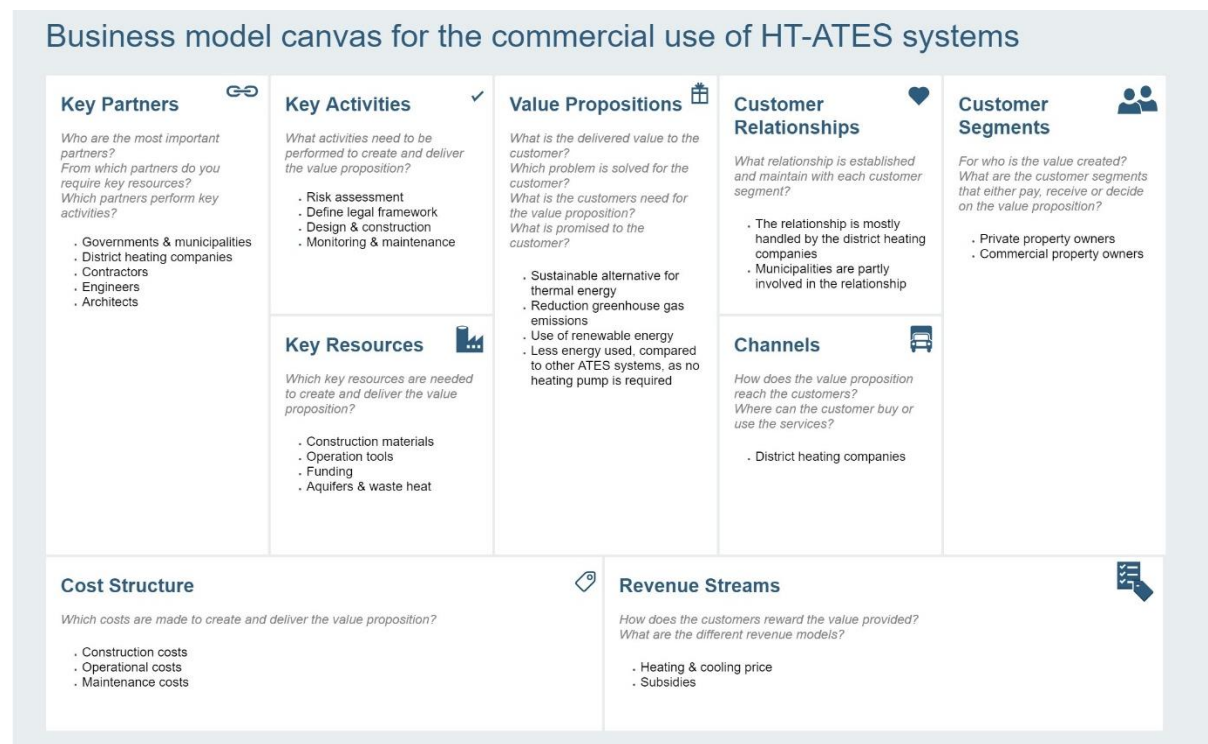 Business model canvas for the commercial use of HT-ATES systems
Key Partners
Who are the most important
partners?
From which partners do you
require key resources?
Which partners perform key
activities?
. Governments & municipalities
. District heating companies
. Contractors
. Engineers
. Architects
Key Activities
What activities need to be
performed to create and deliver
the value proposition?
. Risk assessment
. Define legal framework
. Design & construction
. Monitoring & maintenance
Key Resources
Which key resources are needed
to create and deliver the value
proposition?
. Construction materials
. Operation tools
. Funding
. Aquifers & waste heat
Value Propositions
What is the delivered value to the
customer?
Which problem is solved for the
customer?
What is the customers need for
the value proposition?
What is promised to the
customer?
. Sustainable alternative for
thermal energy
. Reduction greenhouse gas
emissions
. Use of renewable energy
. Less energy used, compared
to other ATES systems, as no
heating pump is required
Customer
Relationships
What relationship is established
and maintain with each customer
segment?
. The relationship is mostly
handled by the district heating
companies
. Municipalities are partly
involved in the relationship
Channels
How does the value proposition
reach the customers?
Where can the customer buy or
use the services?
. District heating companies
Customer
Segments
For who is the value created?
What are the customer segments
that either pay, receive or decide
on the value proposition?
. Private property owners
. Commercial property owners
Cost Structure
Which costs are made to create and deliver the value proposition?
. Construction costs
. Operational costs
. Maintenance costs
Revenue Streams
How does the customers reward the value provided?
What are the different revenue models?
. Heating & cooling price
. Subsidies